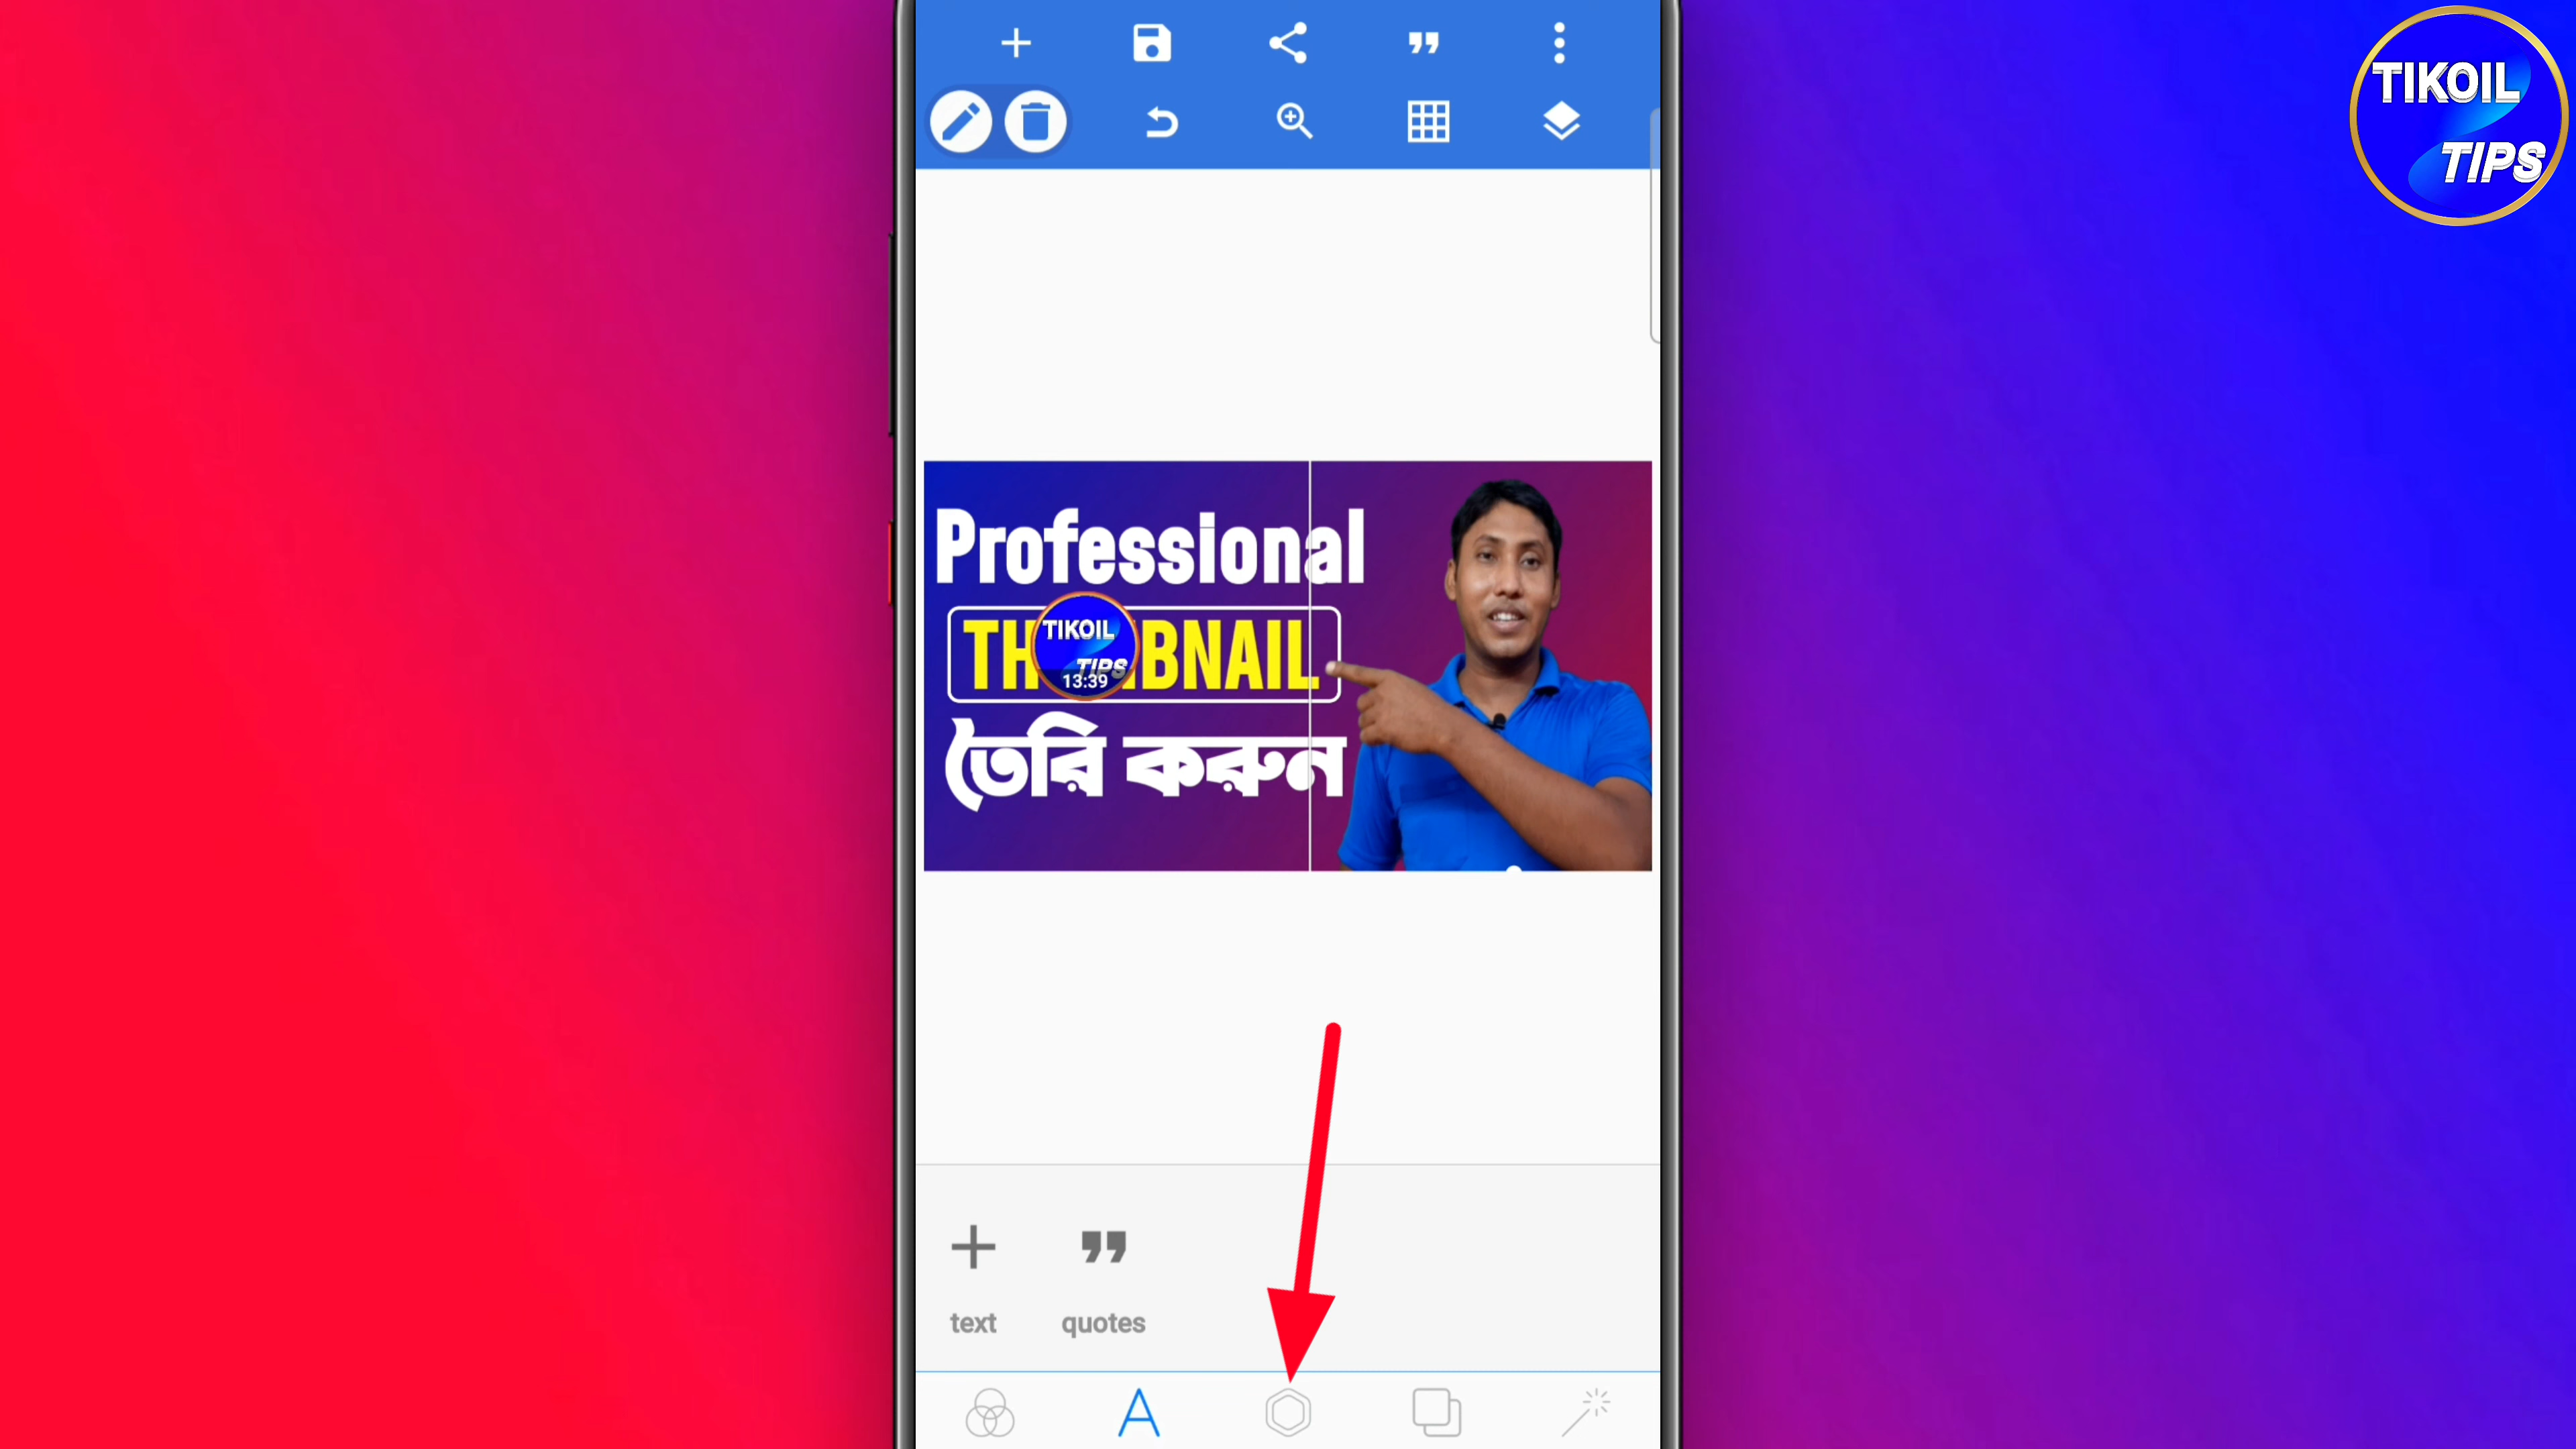 TIKOIL
TIPS
Professional
TH
BNAIL
TIKOIL
TIPS
13:39
তৈরি করুন
text
quotes
A